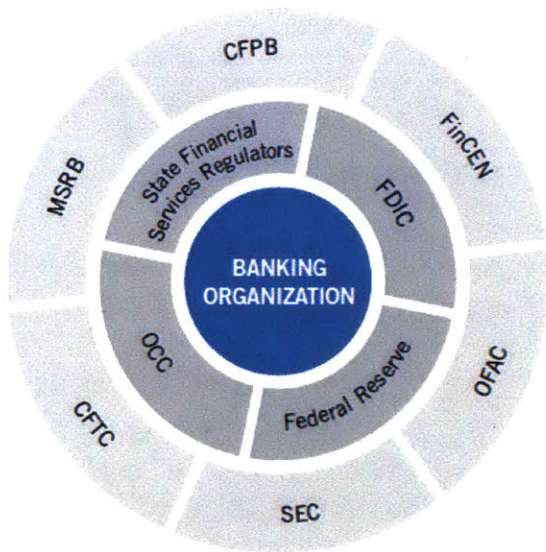 CFPB
FinCEN
OFAC
SEC
CFTC
MSRB
State Financial
Services Regulators
FDIC
Federal Reserve
OCC
BANKING
ORGANIZATION